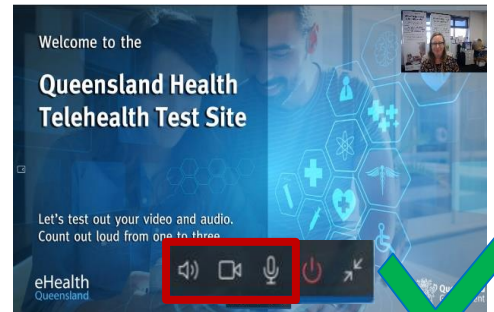 Welcome to the
Queensland Health
Telehealth Test Site
Let's test out your video and audio.
Count out loud from one to three
eHealth
Queensland